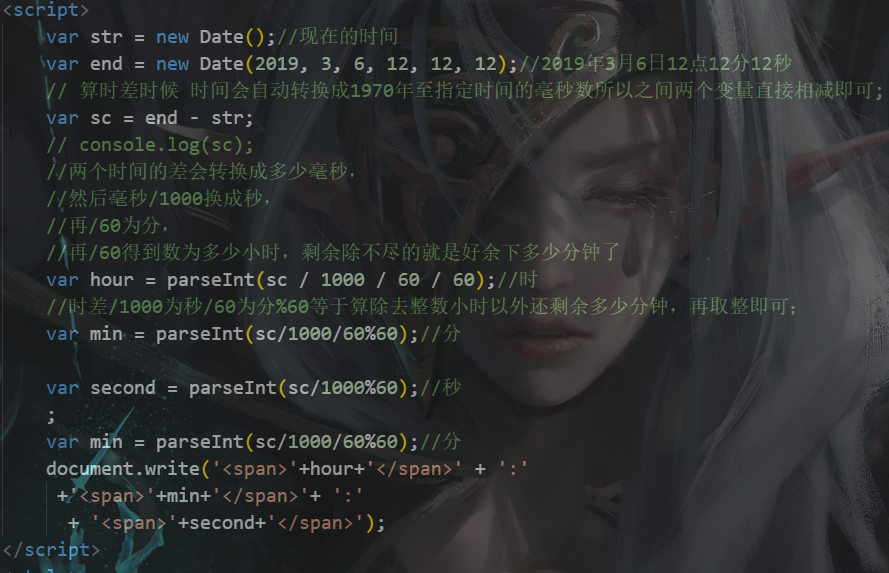 <script>
var str = new Date();//现在的时间
var end = new Date(2019, 3, 6, 12, 12, 12);//2019年3月6日12点12分12秒
// 算时差时候 时间会自动转换成1970年至指定时间的毫秒数所以之间两个变量直接相减即可;
var sc = end - str;
// console.log(sc);
//两个时间的差会转换成多少毫秒,
//然后毫秒/1000换成秒,
//再/60为分,
//再/60得到数为多少小时，剩余除不尽的就是好余下多少分钟了
var hour = parseInt(sc / 1000 / 60 / 60);//时
//时差/1000为秒/60为分%60等于算除去整数小时以外还剩余多少分钟，再取整即可;
var min = parseInt(sc/1000/60%60);//分
var second = parseInt(sc/1000%60);//秒
;
var min = parseInt(sc/1000/60%60);//分
document.write('<span>'+hour+'</span>' + ':'
+'<span>'+min+'</span>'+ ':'
+ '<span>'+second+'</span>');
</script>